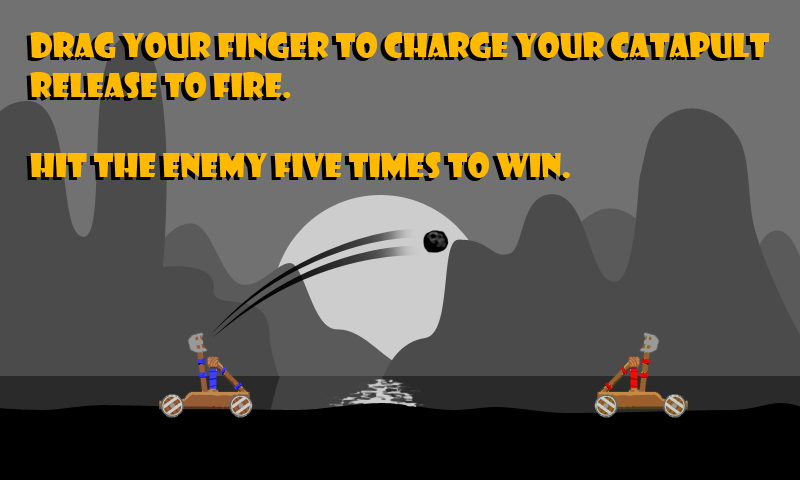 DRAG YOUR FINGER TO CHARGE YOUR CATAPULT
RELEASE TO FIRE.
HIT THE ENEMY FIVE TIMES TO WIN.